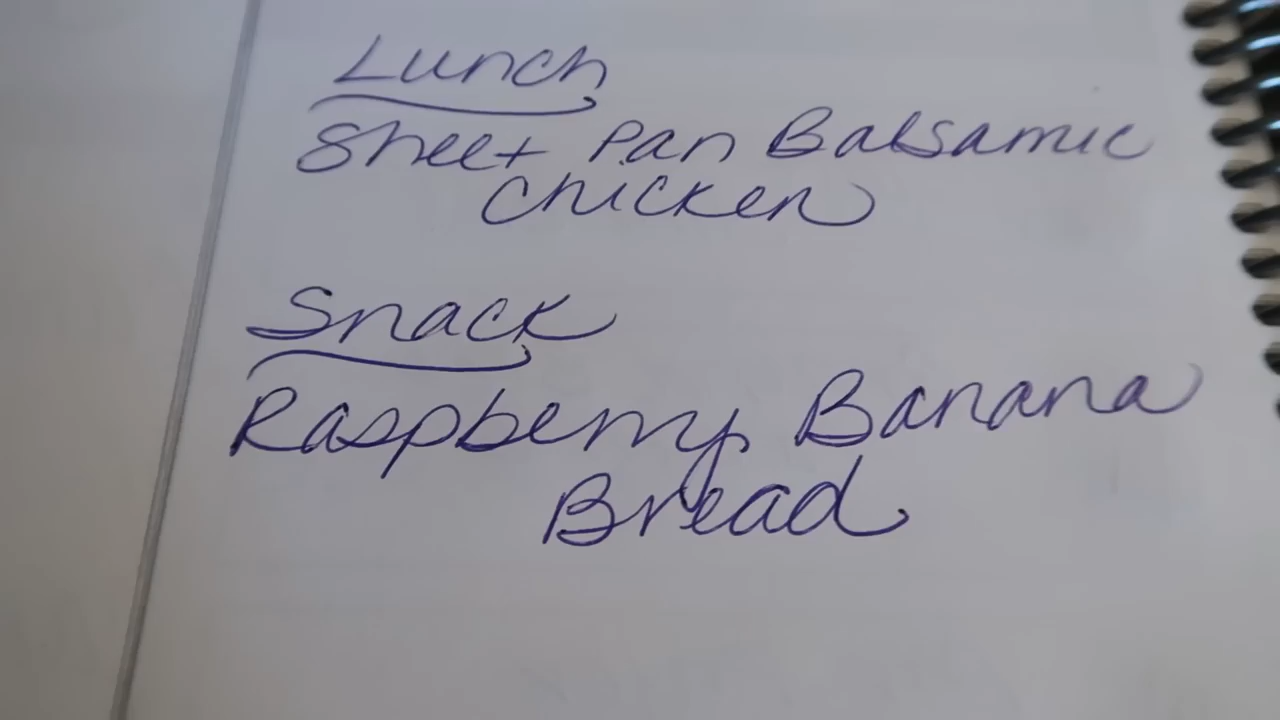 Lunch
Sheet Pan Balsamic
Chicken
Snack
Raspberry Banana
Bread